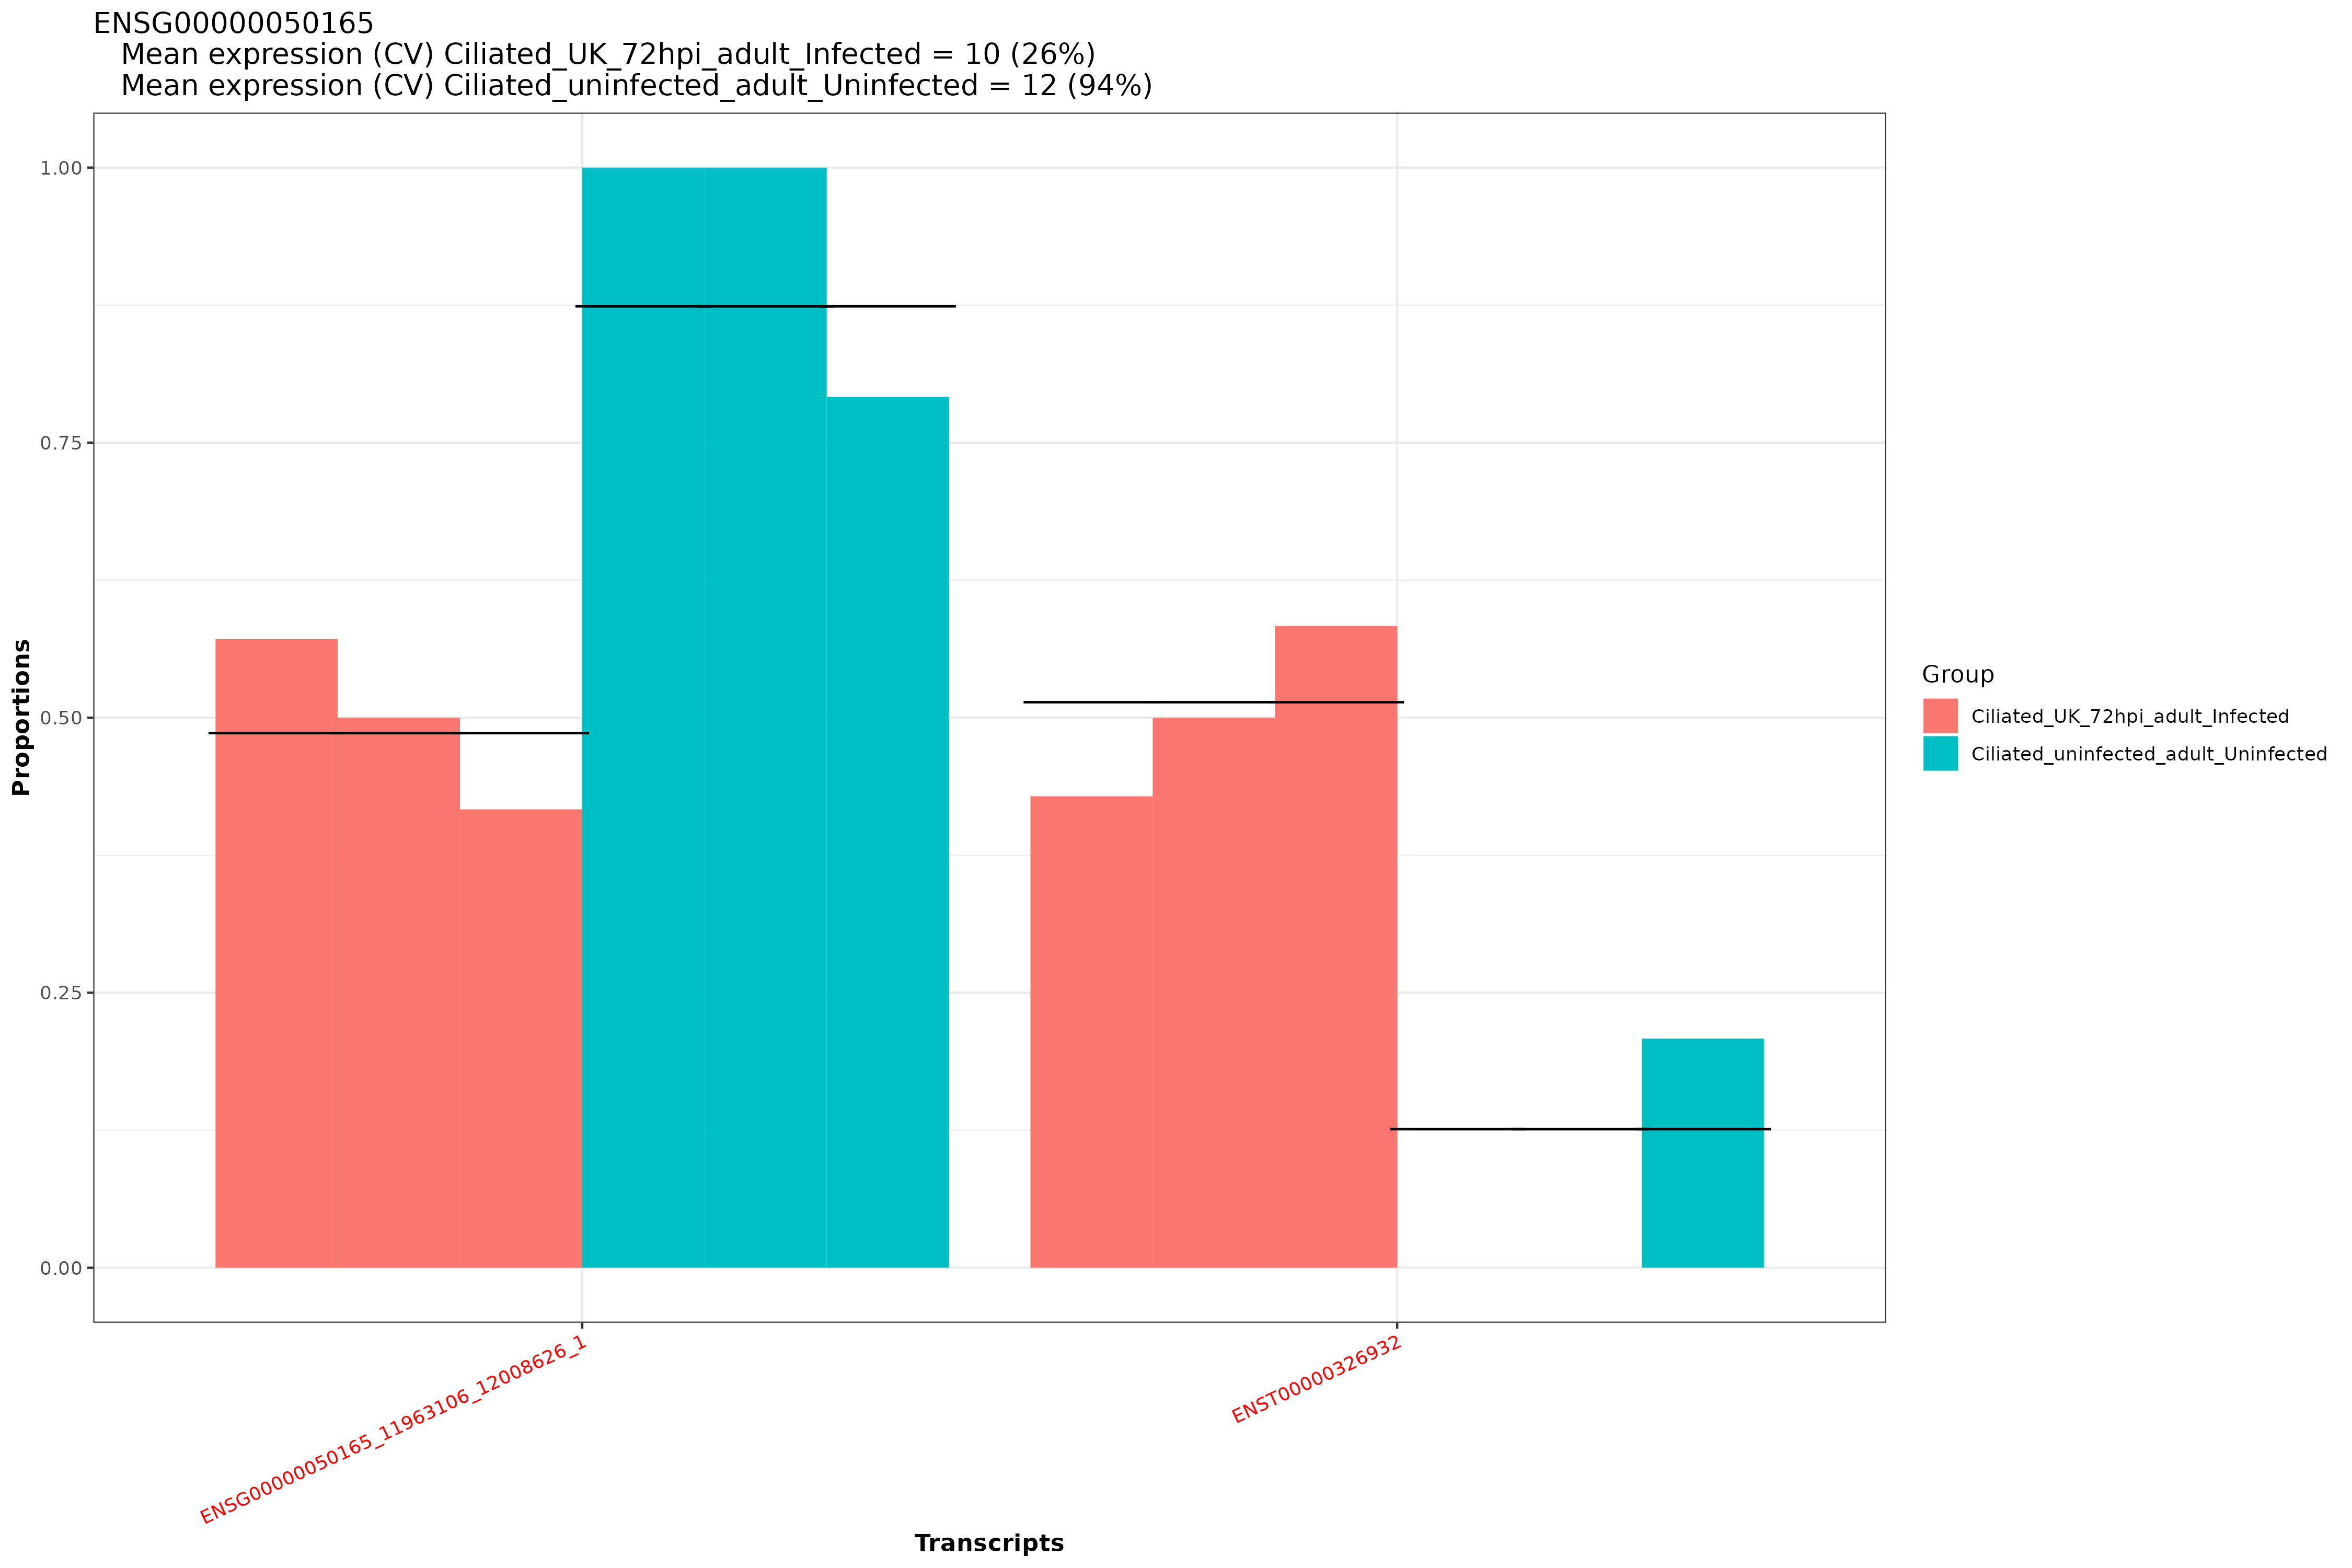 ENSG00000050165
Mean expression (CV) Ciliated_UK_72hpi_adult_Infected = 10 (26%)
Mean expression (CV) Ciliated_uninfected_adult_Uninfected = 12 (94%)
1.00
0.75
0.50
0.25
0.00
Proportions
ENSG00000050165_11963106_12008626_1
ENST00000326932
Transcripts
Group
Ciliated_UK_72hpi_adult_Infected
Ciliated_uninfected_adult_Uninfected